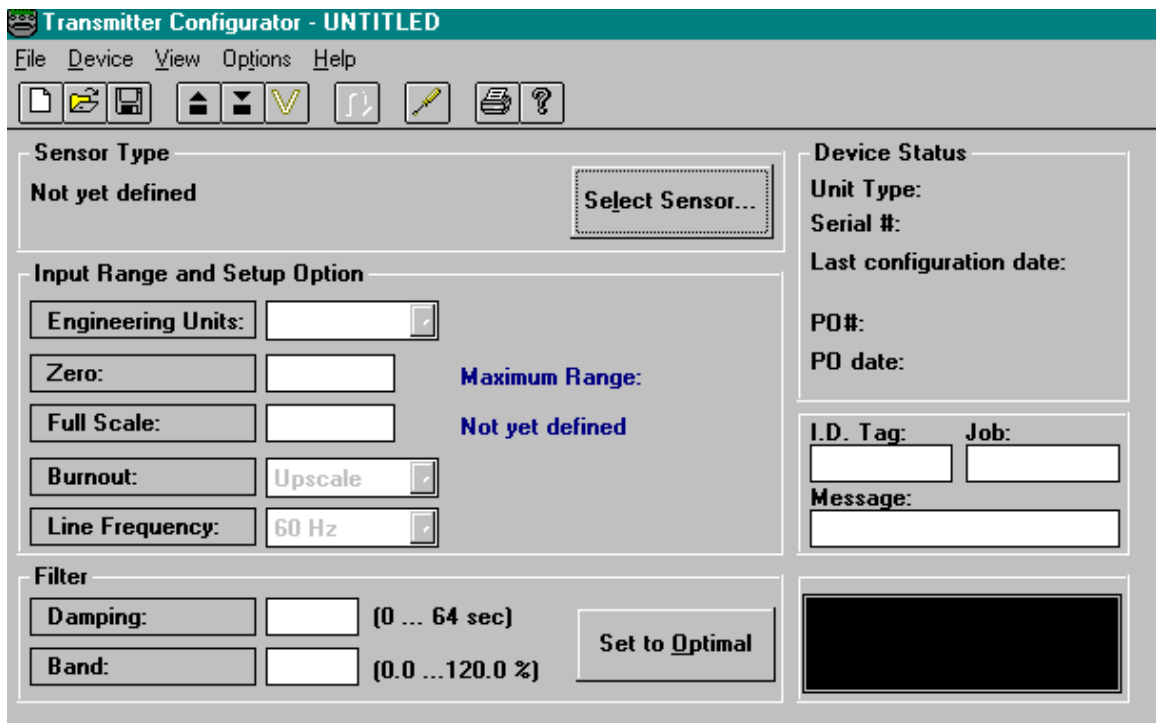 Transmitter Configurator - UNTITLED
File Device View Options Help
Sensor Type
Not yet defined
Select Sensor...
Input Range and Setup Option
Engineering Units:
Zero:
Maximum Range:
Full Scale:
Not yet defined
Burnout:
Upscale
Line Frequency:
60 Hz
Filter
Damping:
(0 ... 64 sec)
Band:
(0.0 ...120.0 %)
Set to Optimal
Device Status
Unit Type:
Serial #:
Last configuration date:
PO#:
PO date:
I.D. Tag: Job:
Message: